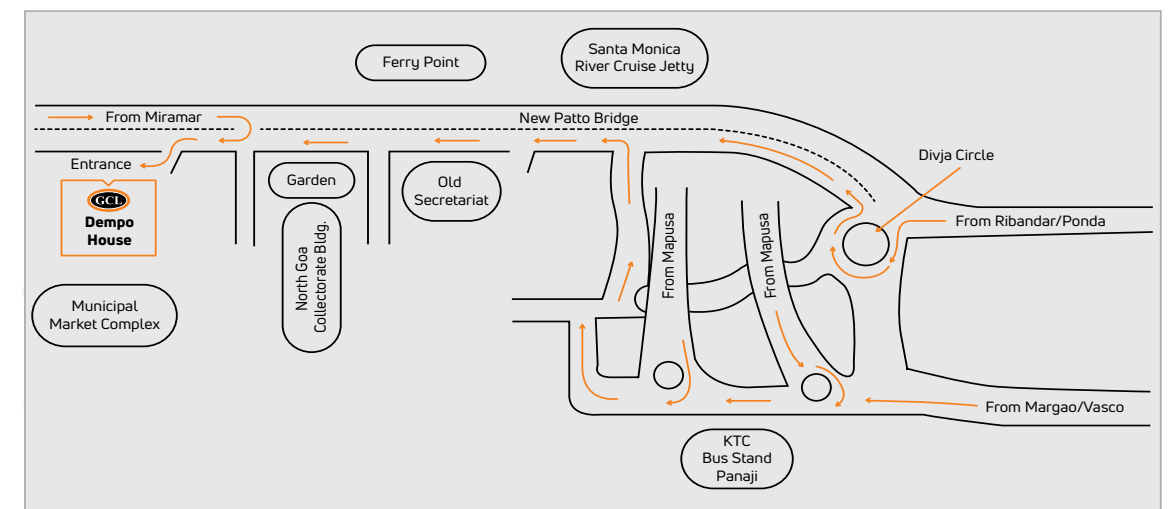 Ferry Point
Santa Monica
River Cruise Jetty
From Miramar
New Patto Bridge
Entrance
Divja Circle
GCL
Dempo
House
Garden
Old
Secretariat
From Ribandar/Ponda
North Goa
Collectorate Bldg.
From Mapusa
From Mapusa
Municipal
Market Complex
From Margao/Vasco
KTC
Bus Stand
Panaji